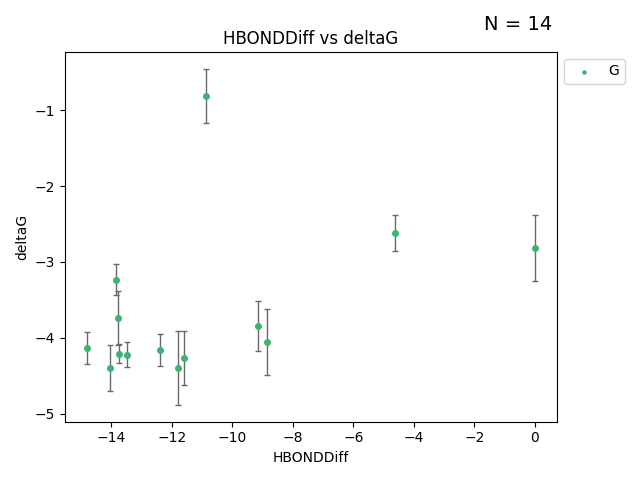 N = 14
HBONDDiff vs deltaG
G
deltaG
−1
−2
−3
−4
−5
−14 −12 −10 −8 −6 −4 −2 0
HBONDDiff